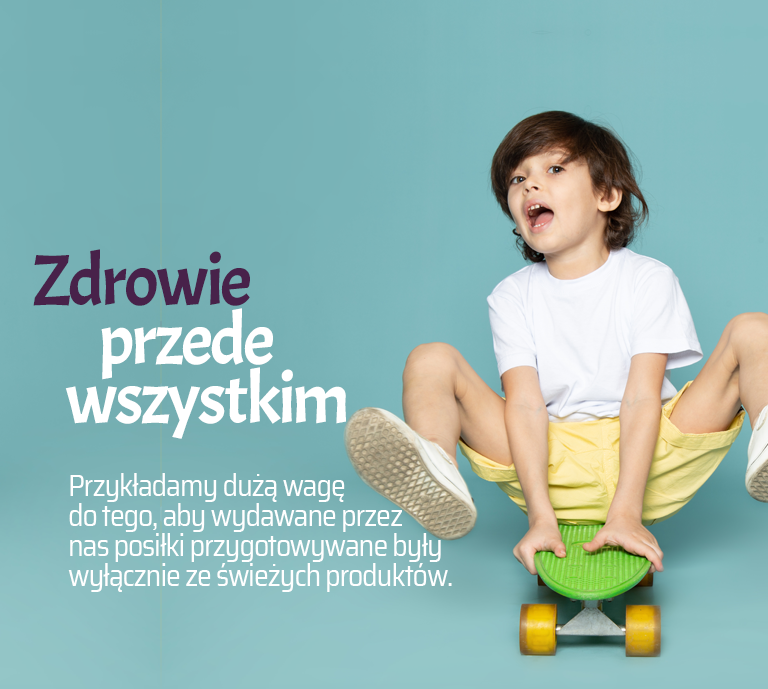 Zdrowie
przede
wszystkim
Przykładamy dużą wagę
do tego, aby wydawane przez
nas posiłki przygotowywane były
wyłącznie ze świeżych produktów.